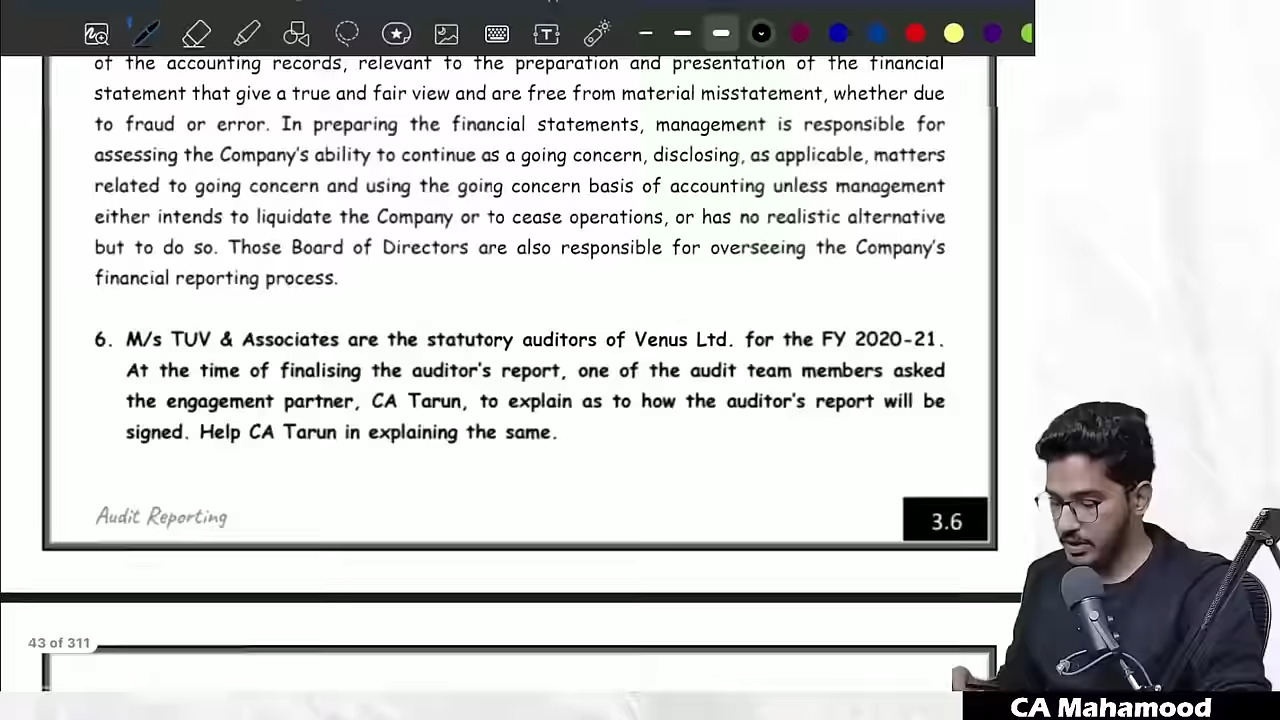 of the accounting records, relevant to the preparation and presentation of the financial
statement that give a true and fair view and are free from material misstatement, whether due
to fraud or error. In preparing the financial statements, management is responsible for
assessing the Company's ability to continue as a going concern, disclosing, as applicable, matters
related to going concern and using the going concern basis of accounting unless management
either intends to liquidate the Company or to cease operations, or has no realistic alternative
but to do so. Those Board of Directors are also responsible for overseeing the Company's
financial reporting process.
6. M/s TUV & Associates are the statutory auditors of Venus Ltd. for the FY 2020-21.
At the time of finalising the auditor's report, one of the audit team members asked
the engagement partner, CA Tarun, to explain as to how the auditor's report will be
signed. Help CA Tarun in explaining the same.
Audit Reporting
3.6
43 of 311
CA Mahamood